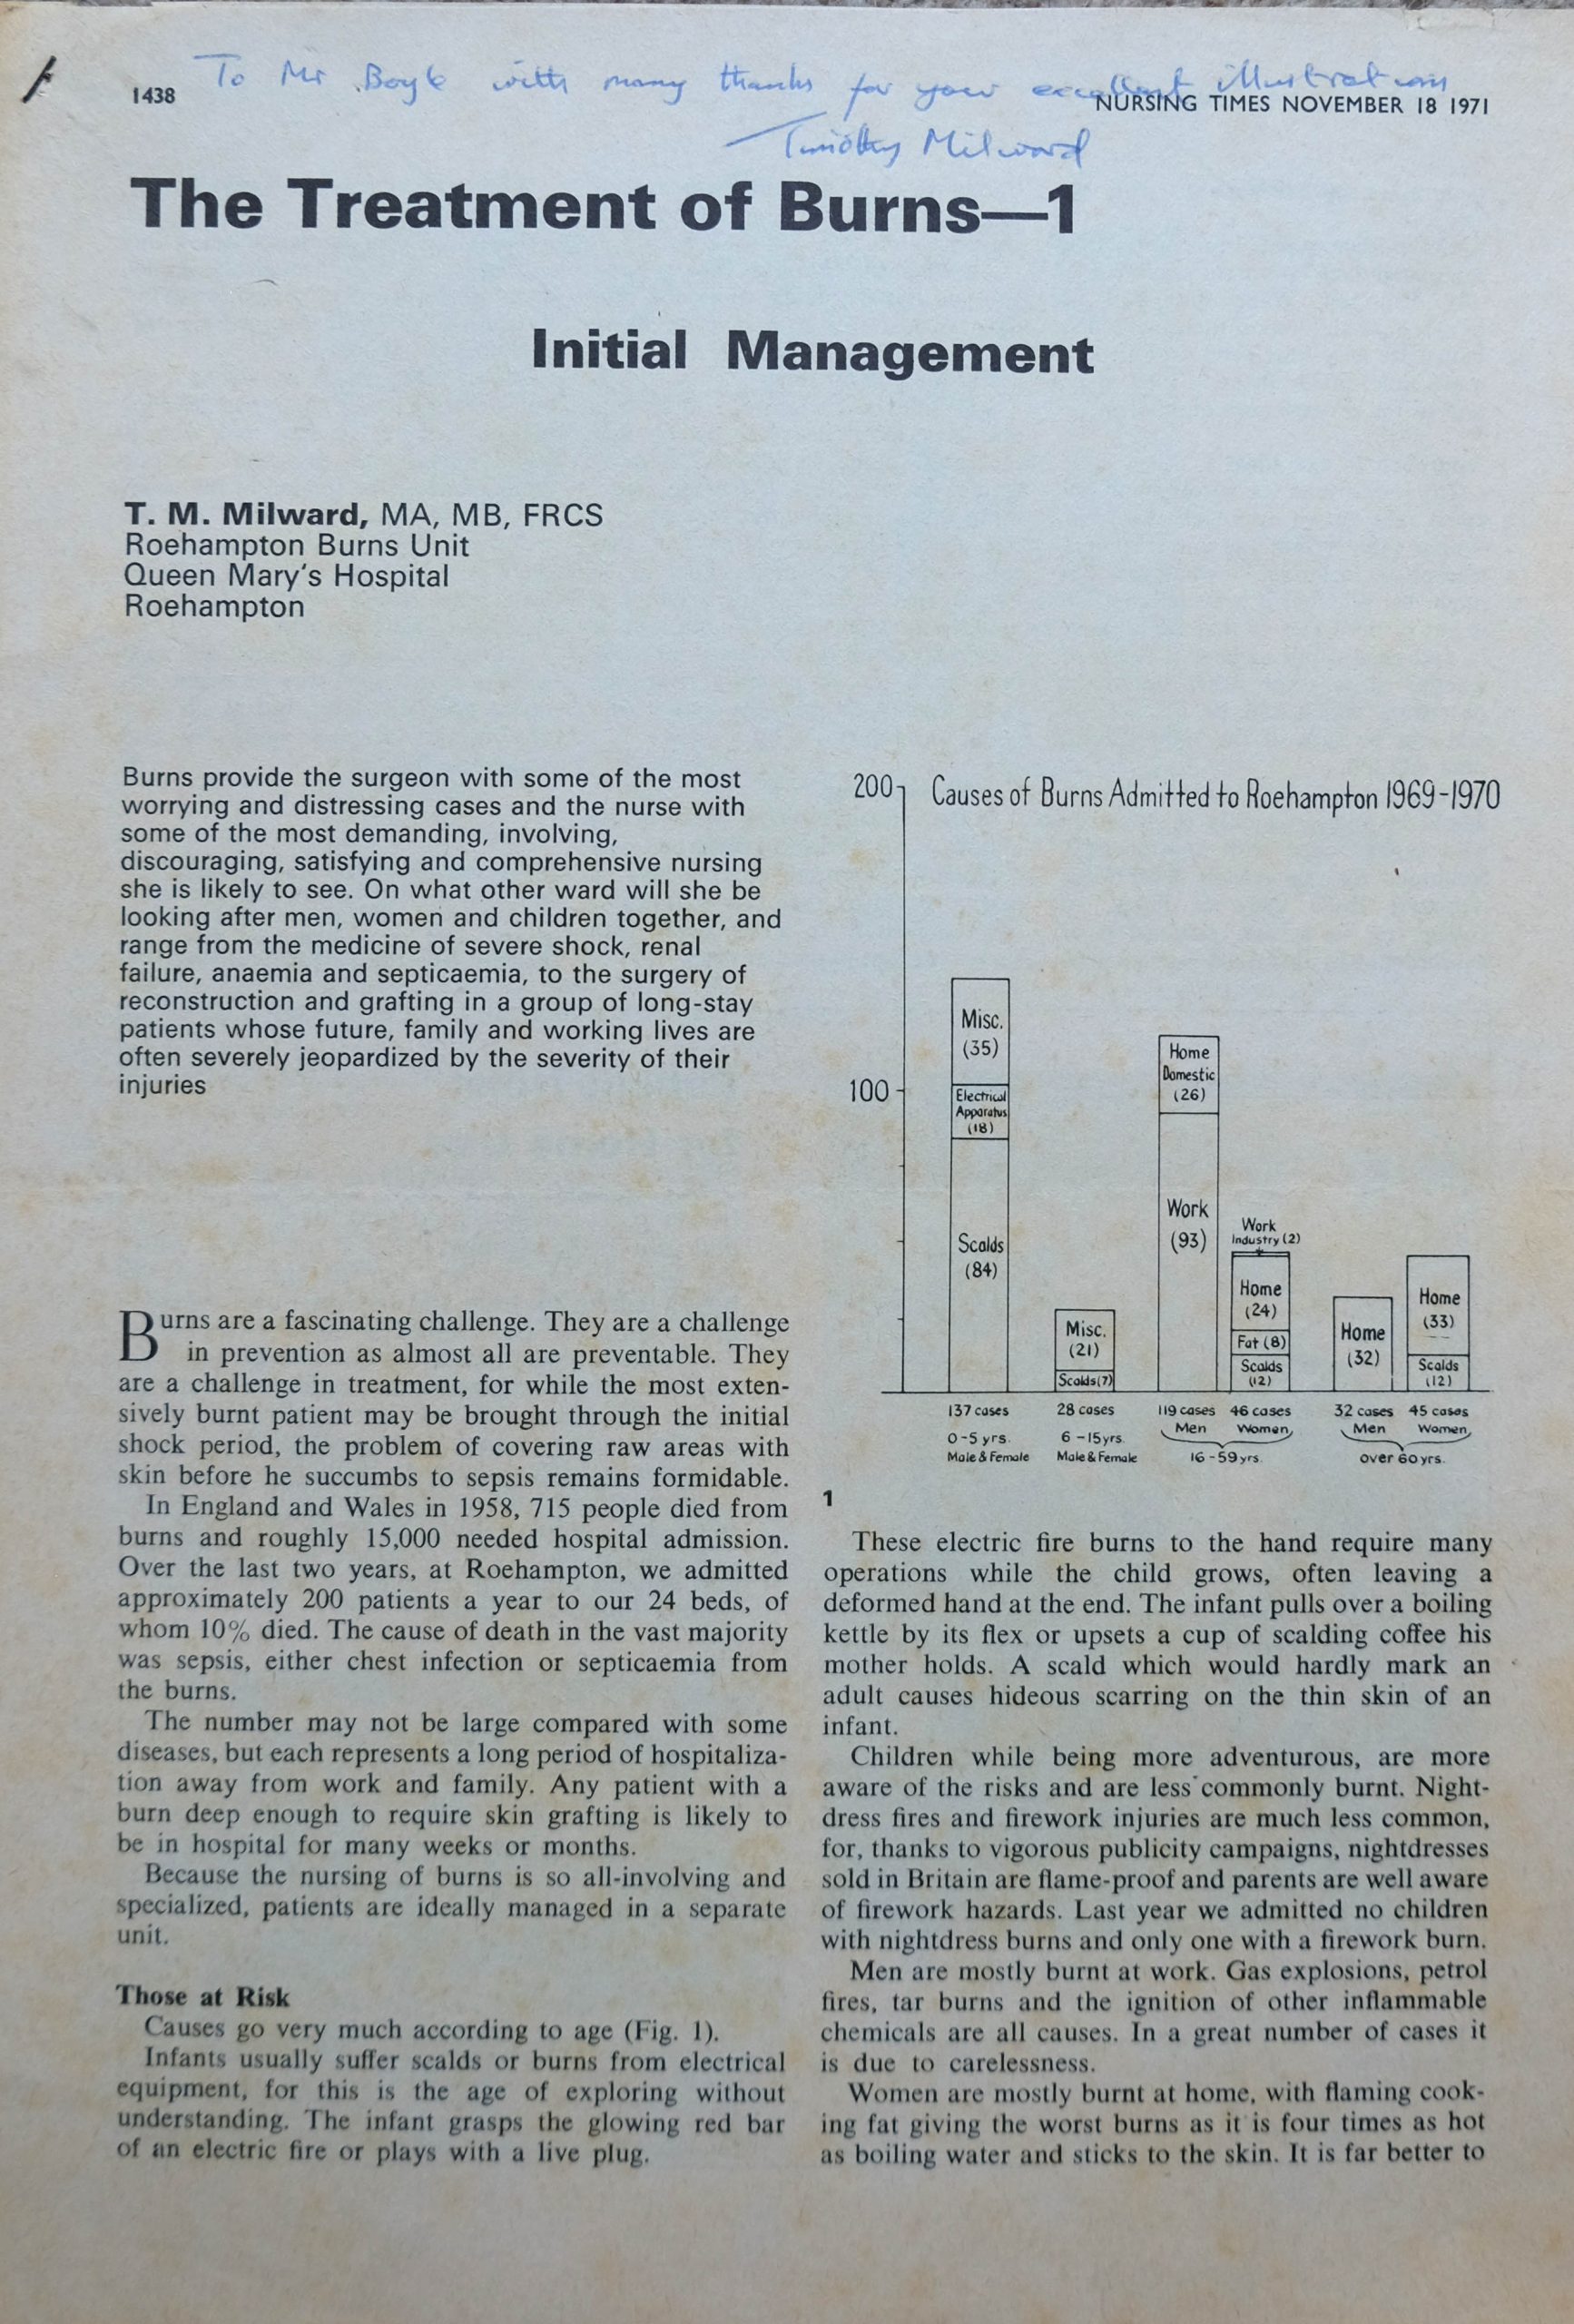 To Mr Boyle with many thanks for your excellent illustrations
1438
NURSING TIMES NOVEMBER 18 1971
Timothy Milward
The Treatment of Burns—1
Initial Management
T. M. Milward, MA, MB, FRCS
Roehampton Burns Unit
Queen Mary's Hospital
Roehampton
Burns provide the surgeon with some of the most
worrying and distressing cases and the nurse with
some of the most demanding, involving,
discouraging, satisfying and comprehensive nursing
she is likely to see. On what other ward will she be
looking after men, women and children together, and
range from the medicine of severe shock, renal
failure, anaemia and septicaemia, to the surgery of
reconstruction and grafting in a group of long-stay
patients whose future, family and working lives are
often severely jeopardized by the severity of their
injuries
Burns are a fascinating challenge. They are a challenge
in prevention as almost all are preventable. They
are a challenge in treatment, for while the most exten-
sively burnt patient may be brought through the initial
shock period, the problem of covering raw areas with
skin before he succumbs to sepsis remains formidable.
In England and Wales in 1958, 715 people died from
burns and roughly 15,000 needed hospital admission.
Over the last two years, at Roehampton, we admitted
approximately 200 patients a year to our 24 beds, of
whom 10% died. The cause of death in the vast majority
was sepsis, either chest infection or septicaemia from
the burns.
The number may not be large compared with some
diseases, but each represents a long period of hospitaliza-
tion away from work and family. Any patient with a
burn deep enough to require skin grafting is likely to
be in hospital for many weeks or months.
Because the nursing of burns is so all-involving and
specialized, patients are ideally managed in a separate
unit.
Those at Risk
Causes go very much according to age (Fig. 1).
Infants usually suffer scalds or burns from electrical
equipment, for this is the age of exploring without
understanding. The infant grasps the glowing red bar
of an electric fire or plays with a live plug.
200
Causes of Burns Admitted to Roehampton 1969-1970
100
Misc.
(35)
Electrical
Apparatus
(18)
Scalds
(84)
Misc.
(21)
Scalds (7)
Home
Domestic
(26)
Work
(93)
Work
Industry (2)
Home
(24)
Fat (8)
Scalds
(12)
Home
(32)
Home
(33)
Scalds
(12)
137 cases 28 cases 119 cases 46 cases 32 cases 45 cases
Men Women Men Women
0-5 yrs. 6-15 yrs.
Male & Female Male & Female 16-59 yrs. over 60 yrs.
1
These electric fire burns to the hand require many
operations while the child grows, often leaving a
deformed hand at the end. The infant pulls over a boiling
kettle by its flex or upsets a cup of scalding coffee his
mother holds. A scald which would hardly mark an
adult causes hideous scarring on the thin skin of an
infant.
Children while being more adventurous, are more
aware of the risks and are less commonly burnt. Night-
dress fires and firework injuries are much less common,
for, thanks to vigorous publicity campaigns, nightdresses
sold in Britain are flame-proof and parents are well aware
of firework hazards. Last year we admitted no children
with nightdress burns and only one with a firework burn.
Men are mostly burnt at work. Gas explosions, petrol
fires, tar burns and the ignition of other inflammable
chemicals are all causes. In a great number of cases it
is due to carelessness.
Women are mostly burnt at home, with flaming cook-
ing fat giving the worst burns as it is four times as hot
as boiling water and sticks to the skin. It is far better to